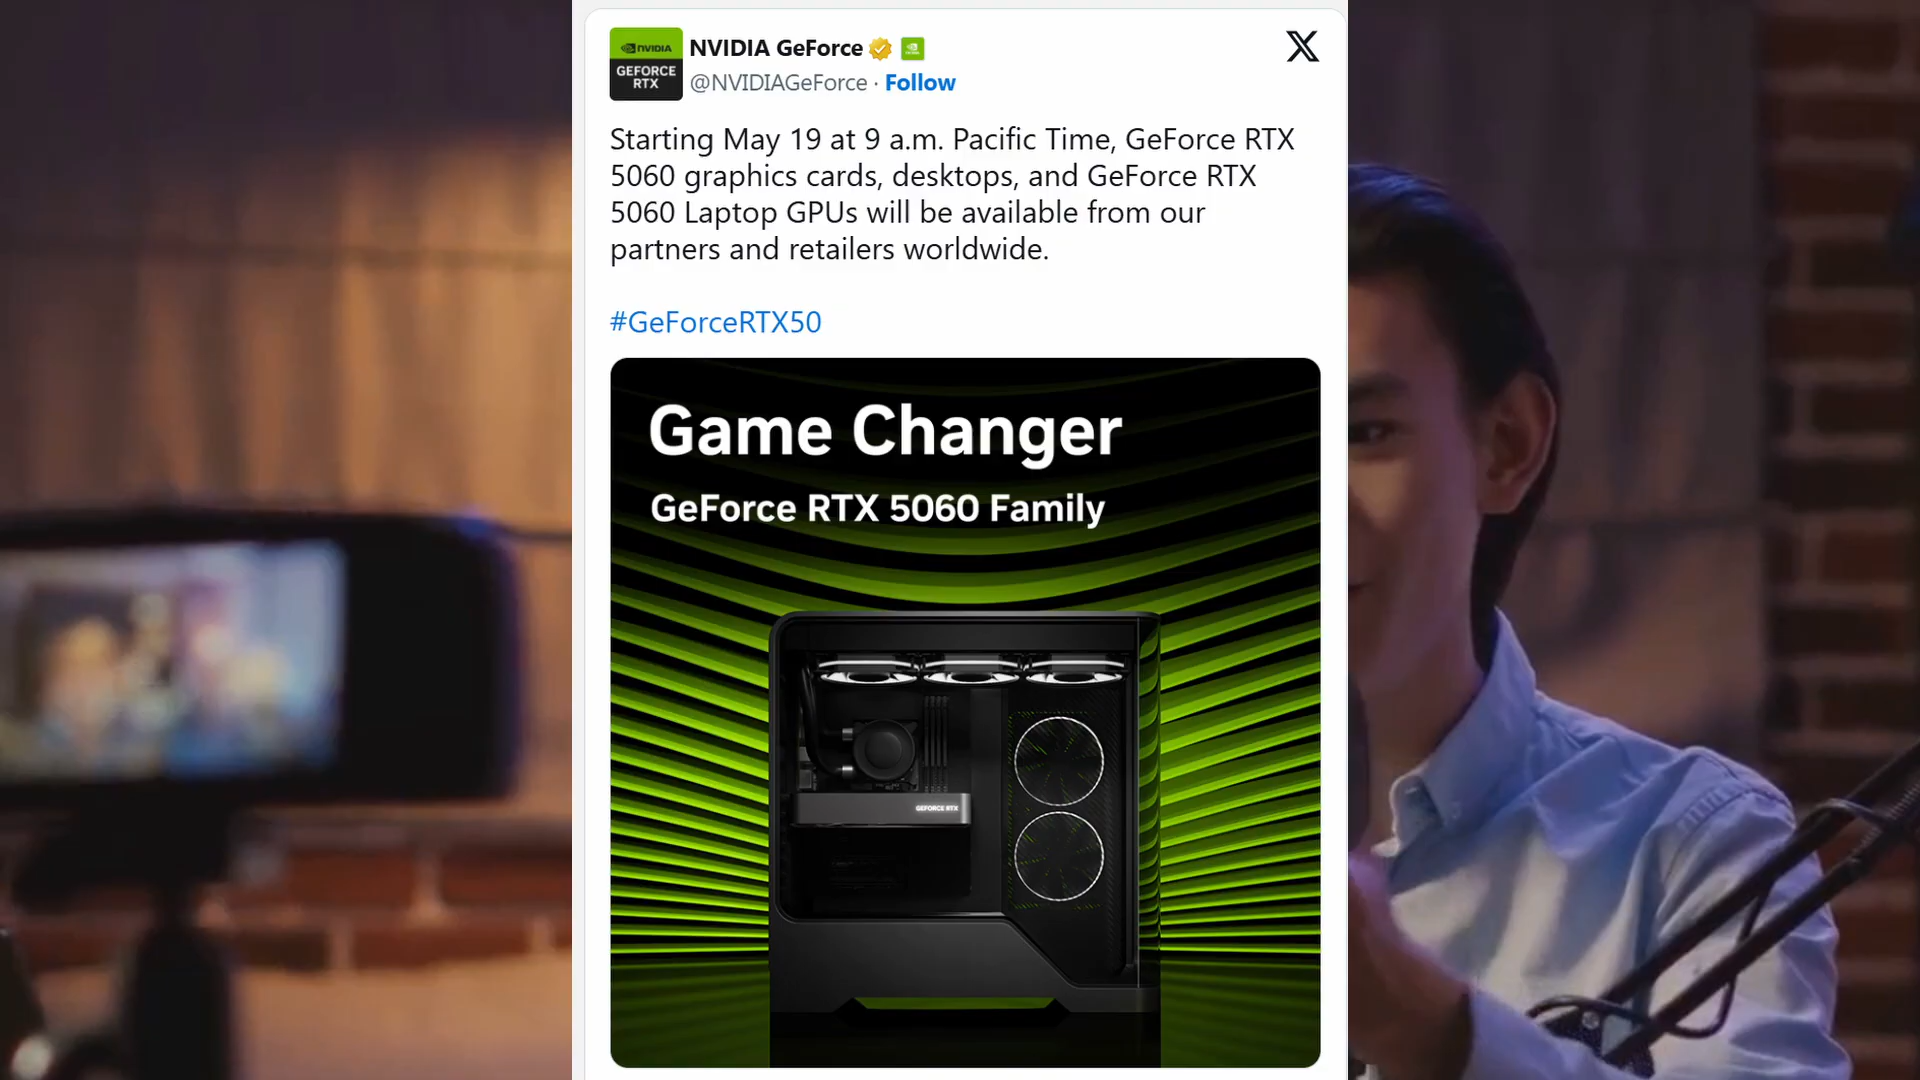 NVIDIA
GEFORCE
RTX
NVIDIA GeForce
@NVIDIAGeForce · Follow
Starting May 19 at 9 a.m. Pacific Time, GeForce RTX
5060 graphics cards, desktops, and GeForce RTX
5060 Laptop GPUs will be available from our
partners and retailers worldwide.
#GeForceRTX50
Game Changer
GeForce RTX 5060 Family
GEFORCE RTX